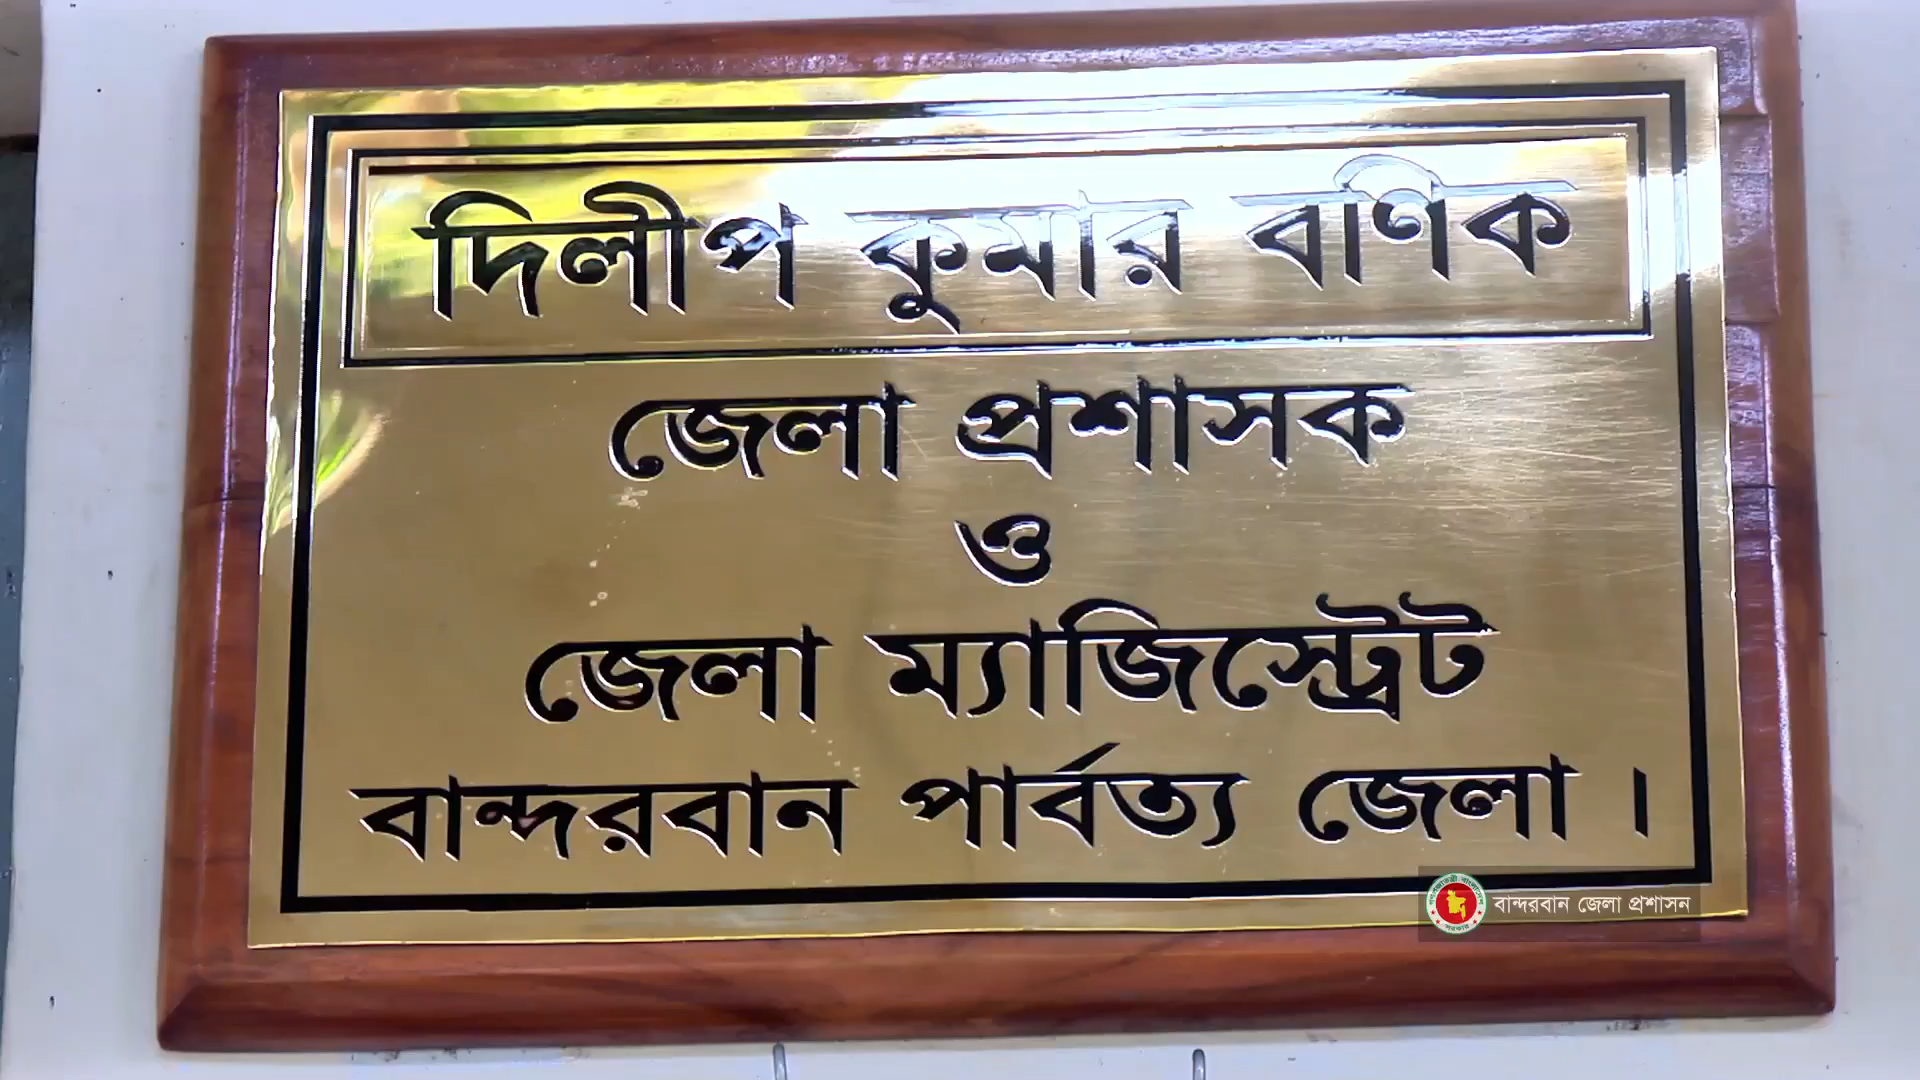 দিলীপ কুমার বণিক
জেলা প্রশাসক
ও
জেলা ম্যাজিস্ট্রেট
বান্দরবান পার্বত্য জেলা ।
বান্দরবান জেলা প্রশাসন